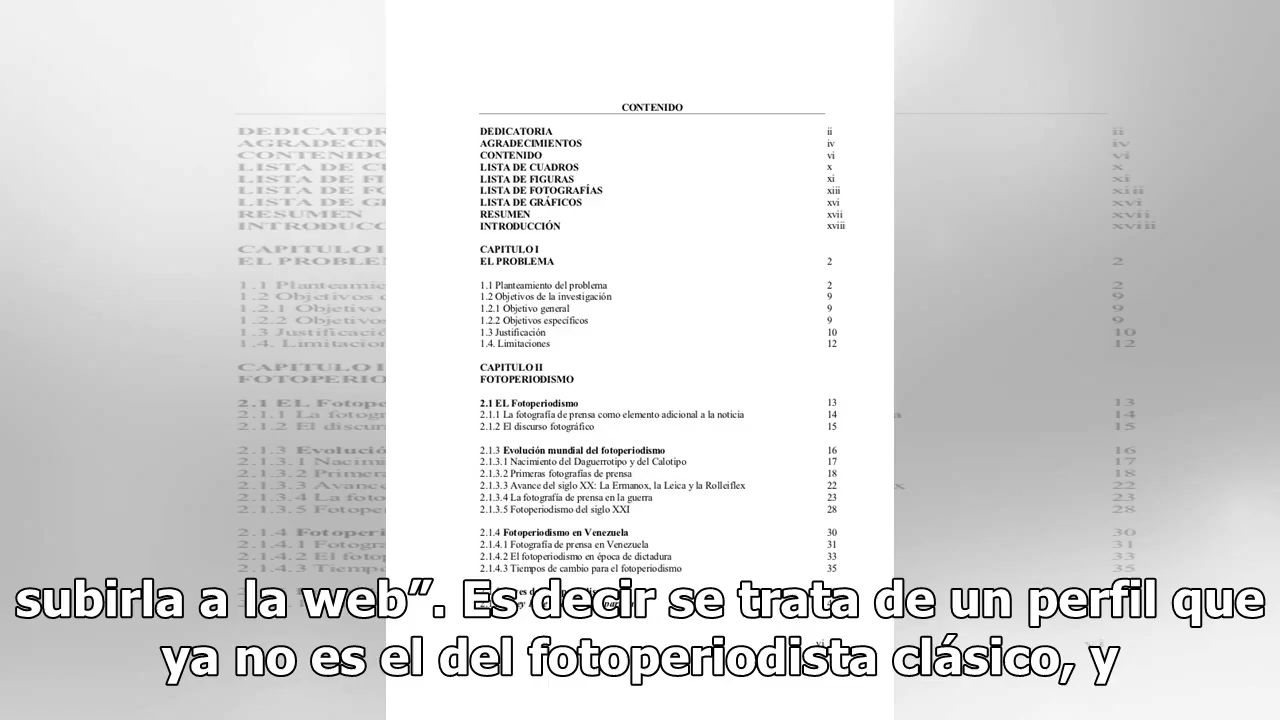 CONTENIDO
DEDICATORIA ii
AGRADECIMIENTOS iv
CONTENIDO vi
LISTA DE CUADROS x
LISTA DE FIGURAS xi
LISTA DE FOTOGRAFÍAS xiii
LISTA DE GRÁFICOS xvi
RESUMEN xvii
INTRODUCCIÓN xviii
CAPITULO I
EL PROBLEMA 2
1.1 Planteamiento del problema 2
1.2 Objetivos de la investigación 9
1.2.1 Objetivo general 9
1.2.2 Objetivos específicos 9
1.3 Justificación 10
1.4. Limitaciones 12
CAPITULO II
FOTOPERIODISMO
2.1 EL Fotoperiodismo 13
2.1.1 La fotografía de prensa como elemento adicional a la noticia 14
2.1.2 El discurso fotográfico 15
2.1.3 Evolución mundial del fotoperiodismo 16
2.1.3.1 Nacimiento del Daguerrotipo y del Calotipo 17
2.1.3.2 Primeras fotografías de prensa 18
2.1.3.3 Avance del siglo XX: La Ermanox, la Leica y la Rolleiflex 22
2.1.3.4 La fotografía de prensa en la guerra 23
2.1.3.5 Fotoperiodismo del siglo XXI 28
2.1.4 Fotoperiodismo en Venezuela 30
2.1.4.1 Fotografía de prensa en Venezuela 31
2.1.4.2 El fotoperiodismo en época de dictadura 33
2.1.4.3 Tiempos de cambio para el fotoperiodismo 35
subirla a la web”. Es decir se trata de un perfil que
ya no es el del fotoperiodista clásico, y
vi